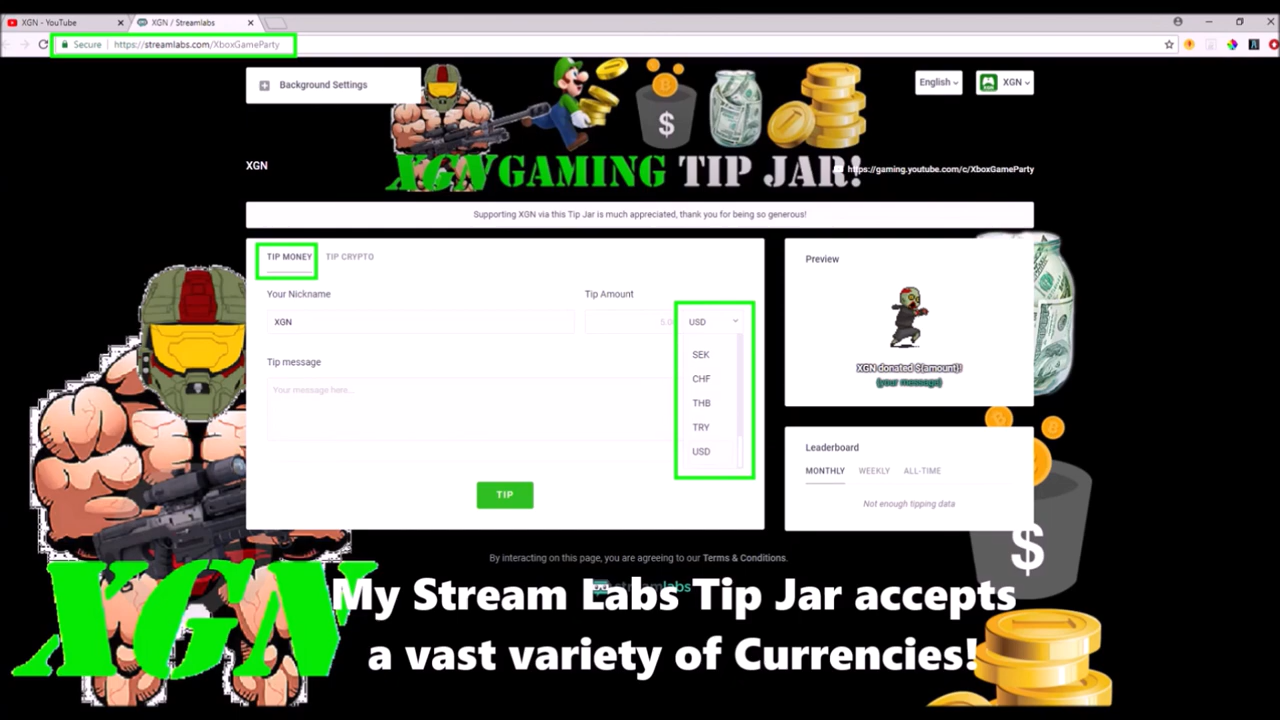 XGN - YouTube
XGN / Streamlabs
Secure | https://streamlabs.com/XboxGameParty
Background Settings
English
XGN
$
XGN
XGN GAMING TIP JAR!
https://gaming.youtube.com/c/XboxGameParty
Supporting XGN via this Tip Jar is much appreciated, thank you for being so generous!
TIP MONEY TIP CRYPTO
Your Nickname Tip Amount
XGN 5.0 USD
SEK
CHF
THB
TRY
USD
Tip message
Your message here...
TIP
Preview
XGN donated ${amount}!
{your message}
Leaderboard
MONTHLY WEEKLY ALL-TIME
Not enough tipping data
By interacting on this page, you are agreeing to our Terms & Conditions.
streamlabs
XGN
$
My Stream Labs Tip Jar accepts
a vast variety of Currencies!